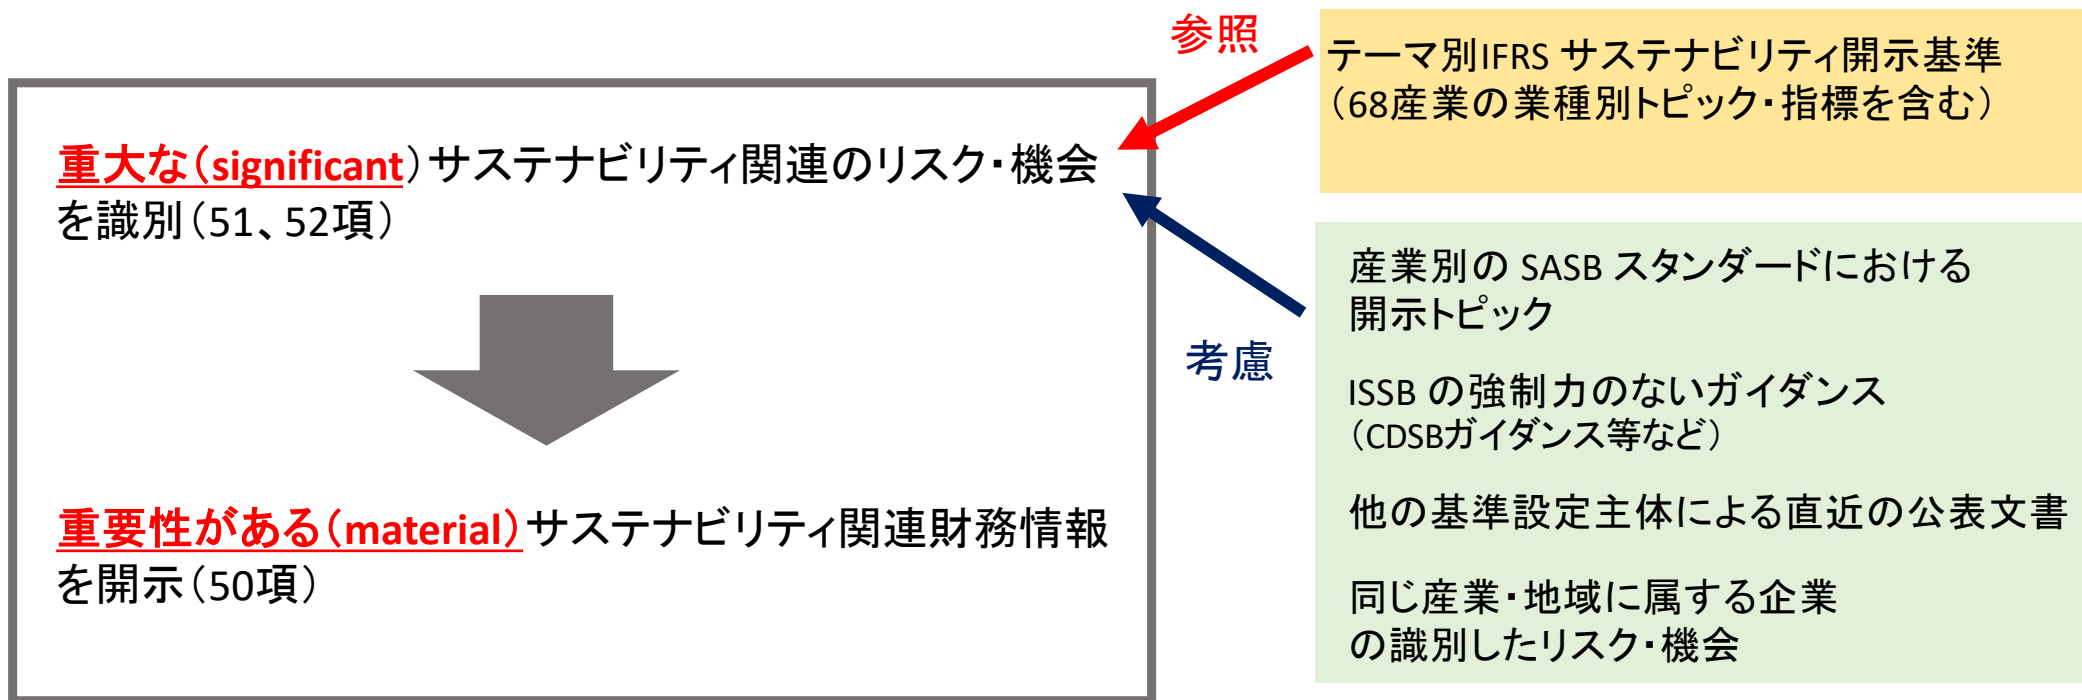 参照
テーマ別IFRS サステナビリティ開示基準
（68産業の業種別トピック・指標を含む）
重大な（significant）サステナビリティ関連のリスク・機会
を識別（51、52項）
産業別の SASB スタンダードにおける
開示トピック
考慮
ISSB の強制力のないガイダンス
（CDSBガイダンス等など）
他の基準設定主体による直近の公表文書
重要性がある（material）サステナビリティ関連財務情報
を開示（50項）
同じ産業・地域に属する企業
の識別したリスク・機会